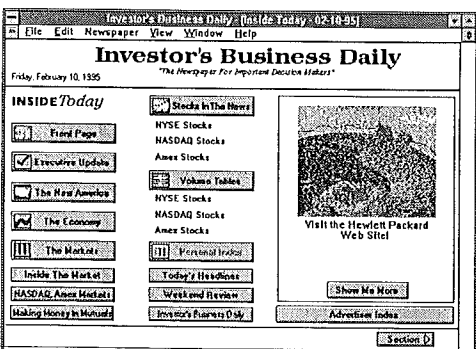 Investor's Business Daily - [Inside Today - 02-10-95]
File Edit Newspaper View Window Help
Investor's Business Daily
Friday, February 10, 1995
"The Newspaper For Important Decision Makers"
INSIDE Today
Front Page
Executive Update
The New America
The Economy
The Markets
Inside The Market
NASDAQ, Amex Markets
Making Money In Mutuals
Stocks In The News
NYSE Stocks
NASDAQ Stocks
Amex Stocks
Volume Tables
NYSE Stocks
NASDAQ Stocks
Amex Stocks
Personal Index
Today's Headlines
Weekend Review
Investor's Business Daily
Visit the Hewlett Packard
Web Site!
Show Me More
Advertiser Index
Section